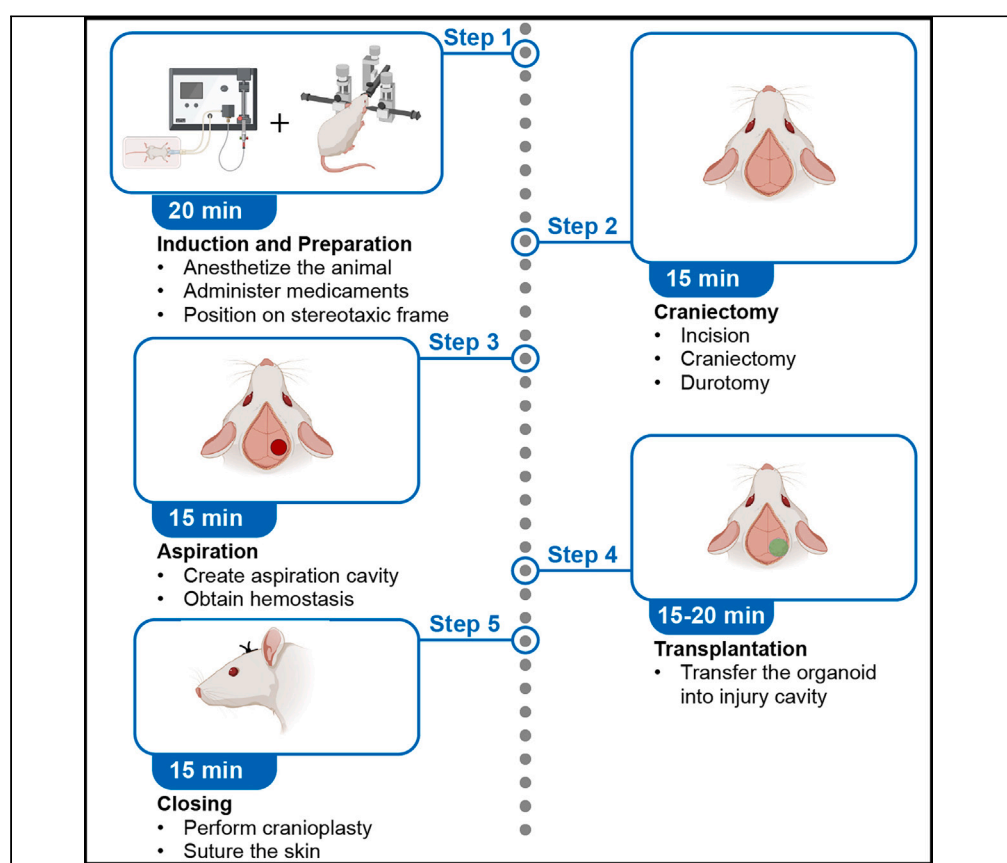 Step 1
20 min
Induction and Preparation
• Anesthetize the animal
• Administer medicaments
• Position on stereotaxic frame
Step 2
15 min
Craniectomy
• Incision
• Craniectomy
• Durotomy
Step 3
15 min
Aspiration
• Create aspiration cavity
• Obtain hemostasis
Step 4
15-20 min
Transplantation
• Transfer the organoid
into injury cavity
Step 5
15 min
Closing
• Perform cranioplasty
• Suture the skin